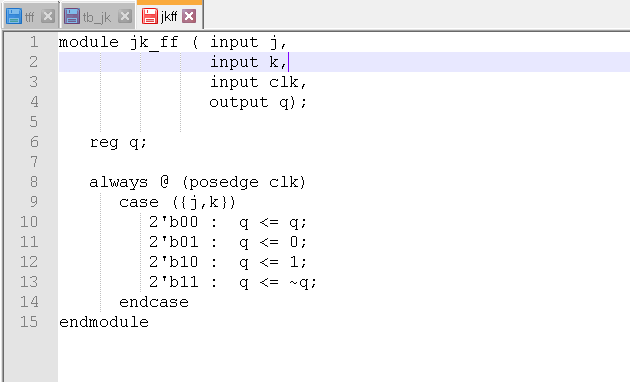 tff tb_jk jkff
1 module jk_ff ( input j,
2 input k,
3 input clk,
4 output q);
5
6 reg q;
7
8 always @ (posedge clk)
9 case ({j,k})
10 2'b00 : q <= q;
11 2'b01 : q <= 0;
12 2'b10 : q <= 1;
13 2'b11 : q <= ~q;
14 endcase
15 endmodule